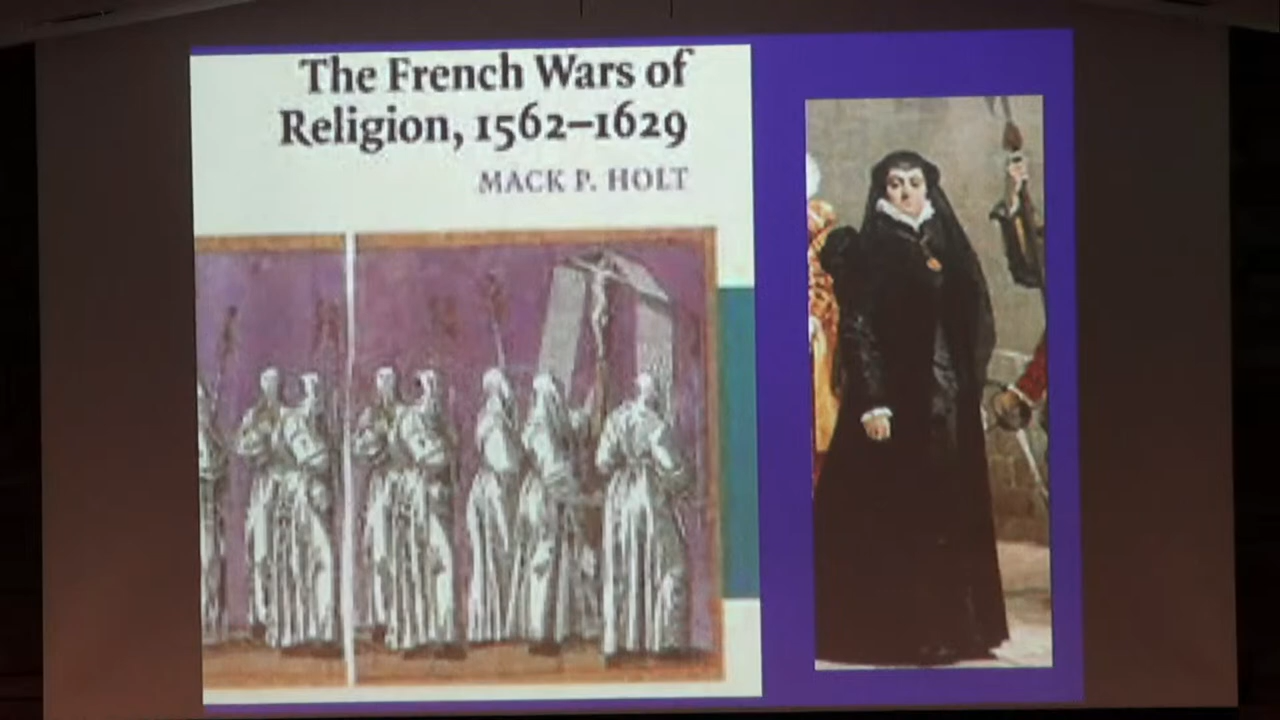 The French Wars of
Religion, 1562–1629
MACK P. HOLT